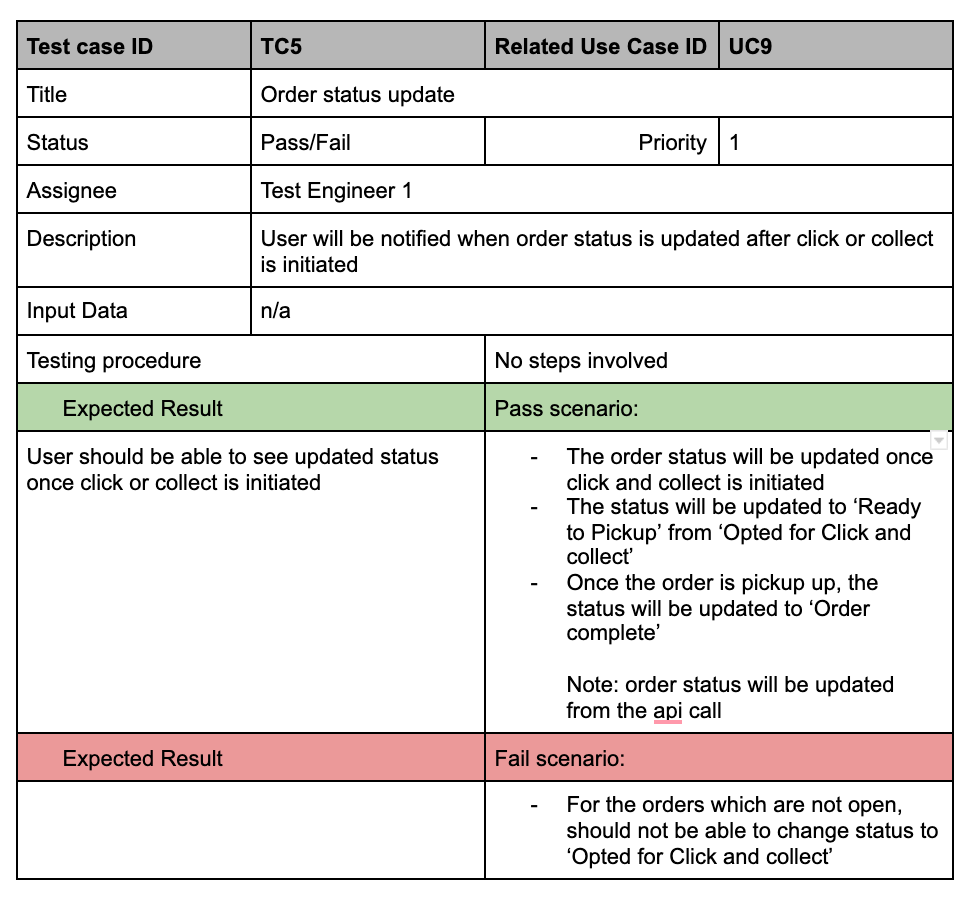 Test case ID TC5 Related Use Case ID UC9
Title Order status update
Status Pass/Fail Priority 1
Assignee Test Engineer 1
Description User will be notified when order status is updated after click or collect
is initiated
Input Data n/a
Testing procedure No steps involved
Expected Result Pass scenario:
User should be able to see updated status
once click or collect is initiated
- The order status will be updated once
click and collect is initiated
- The status will be updated to ‘Ready
to Pickup’ from ‘Opted for Click and
collect’
- Once the order is pickup up, the
status will be updated to ‘Order
complete’
Note: order status will be updated
from the api call
Expected Result Fail scenario:
- For the orders which are not open,
should not be able to change status to
‘Opted for Click and collect’